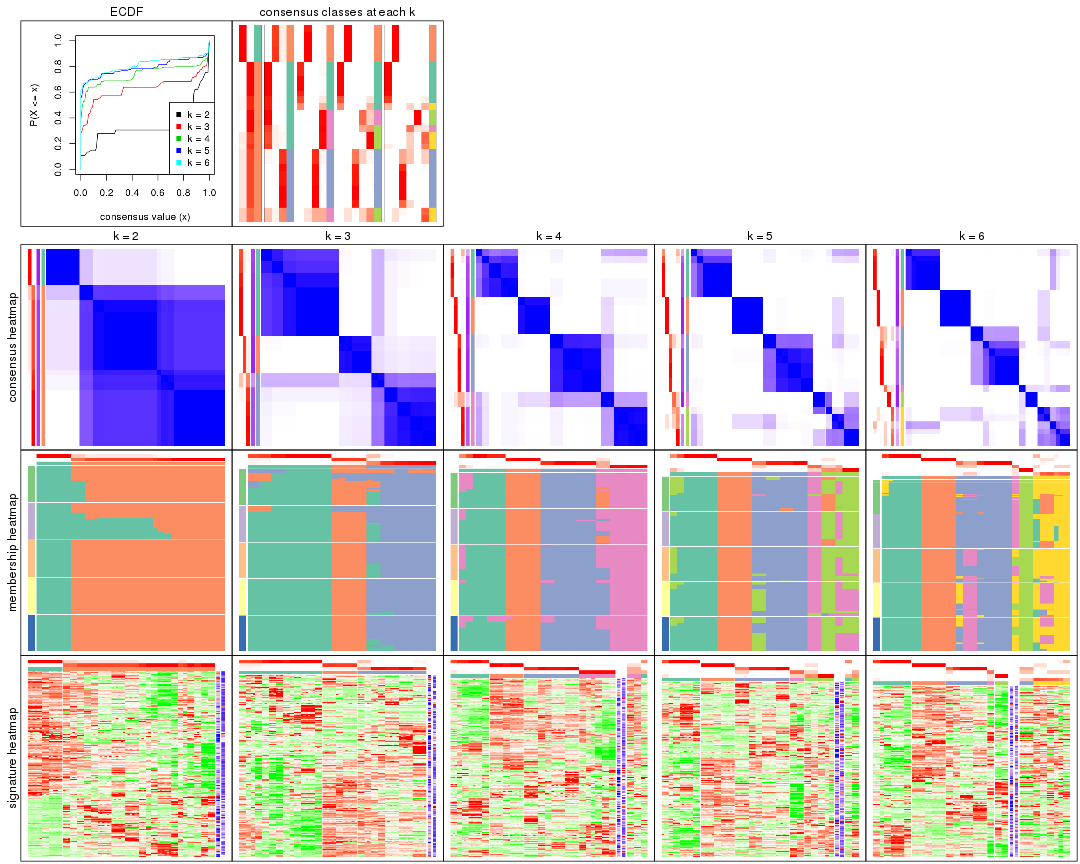 ECDF
consensus classes at each k
P(X <= x)
1.0
0.8
0.6
0.4
0.2
0.0
k = 2
k = 3
k = 4
k = 5
k = 6
0.0 0.2 0.4 0.6 0.8 1.0
consensus value (x)
k = 2
k = 3
k = 4
k = 5
k = 6
consensus heatmap
membership heatmap
signature heatmap